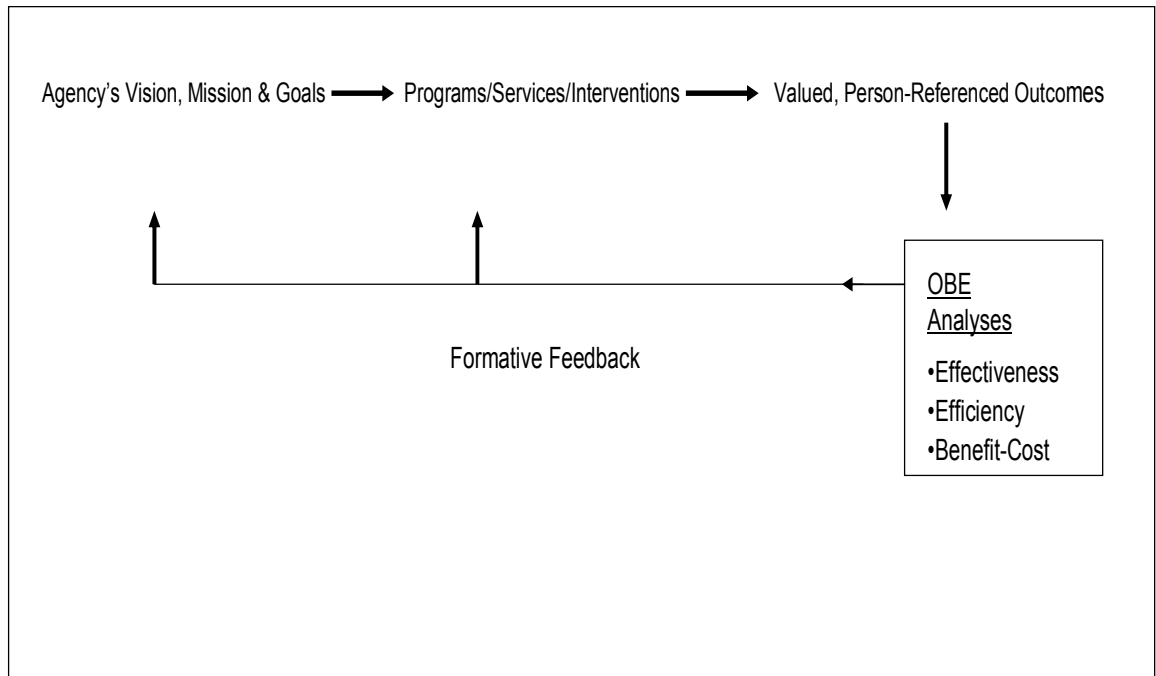 Agency’s Vision, Mission & Goals Programs/Services/Interventions Valued, Person-Referenced Outcomes
OBE
Analyses
•Effectiveness
•Efficiency
•Benefit-Cost
Formative Feedback